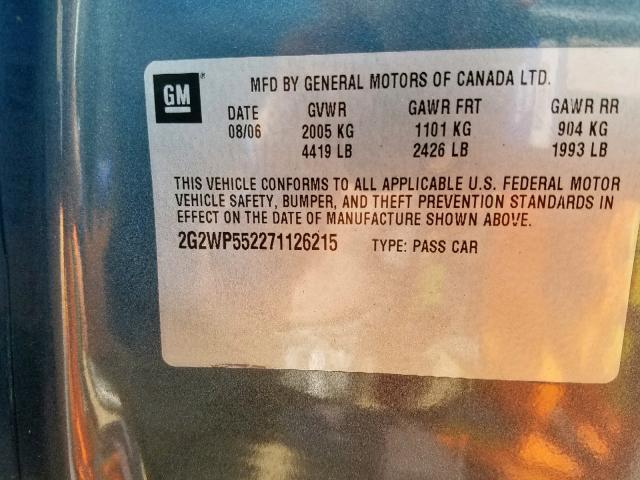 GM®
MFD BY GENERAL MOTORS OF CANADA LTD.
DATE GVWR GAWR FRT GAWR RR
08/06 2005 KG 1101 KG 904 KG
4419 LB 2426 LB 1993 LB
THIS VEHICLE CONFORMS TO ALL APPLICABLE U.S. FEDERAL MOTOR
VEHICLE SAFETY, BUMPER, AND THEFT PREVENTION STANDARDS IN
EFFECT ON THE DATE OF MANUFACTURE SHOWN ABOVE.
2G2WP552271126215 TYPE: PASS CAR